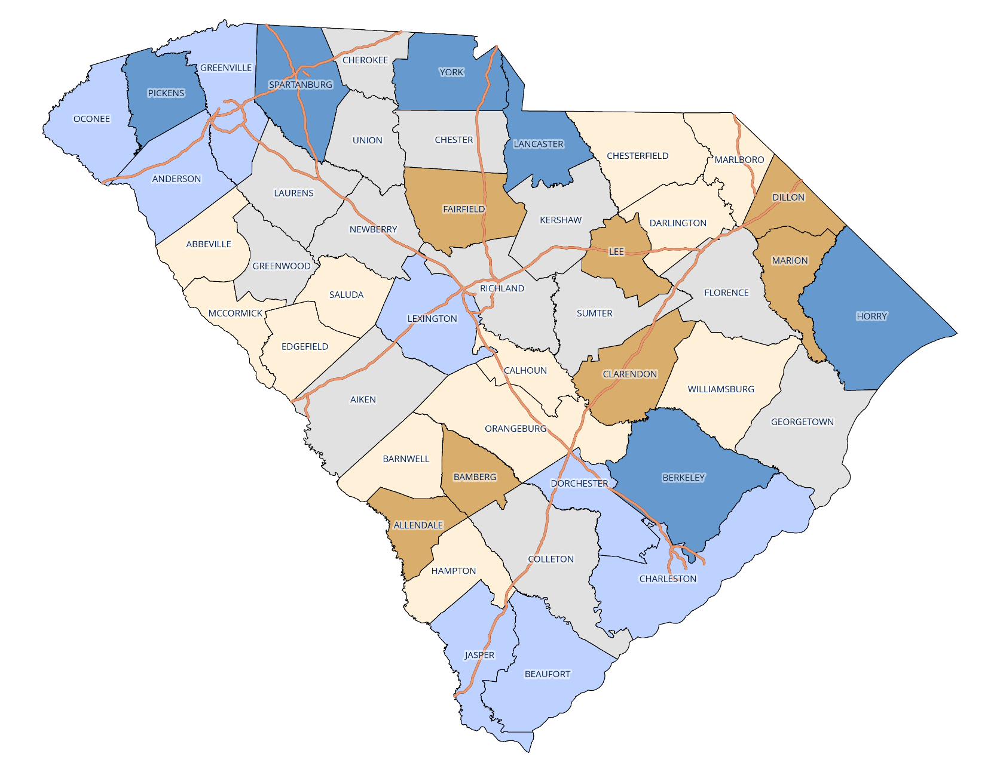 CHEROKEE
GREENVILLE
YORK
SPARTANBURG
PICKENS
OCONEE
UNION
CHESTER
LANCASTER
CHESTERFIELD
MARLBORO
ANDERSON
LAURENS
DILLON
FAIRFIELD
KERSHAW
DARLINGTON
NEWBERRY
ABBEVILLE
LEE
MARION
GREENWOOD
RICHLAND
FLORENCE
SALUDA
MCCORMICK
SUMTER
HORRY
LEXINGTON
EDGEFIELD
CALHOUN
CLARENDON
WILLIAMSBURG
AIKEN
GEORGETOWN
ORANGEBURG
BARNWELL
BAMBERG
BERKELEY
DORCHESTER
ALLENDALE
COLLETON
HAMPTON
CHARLESTON
JASPER
BEAUFORT